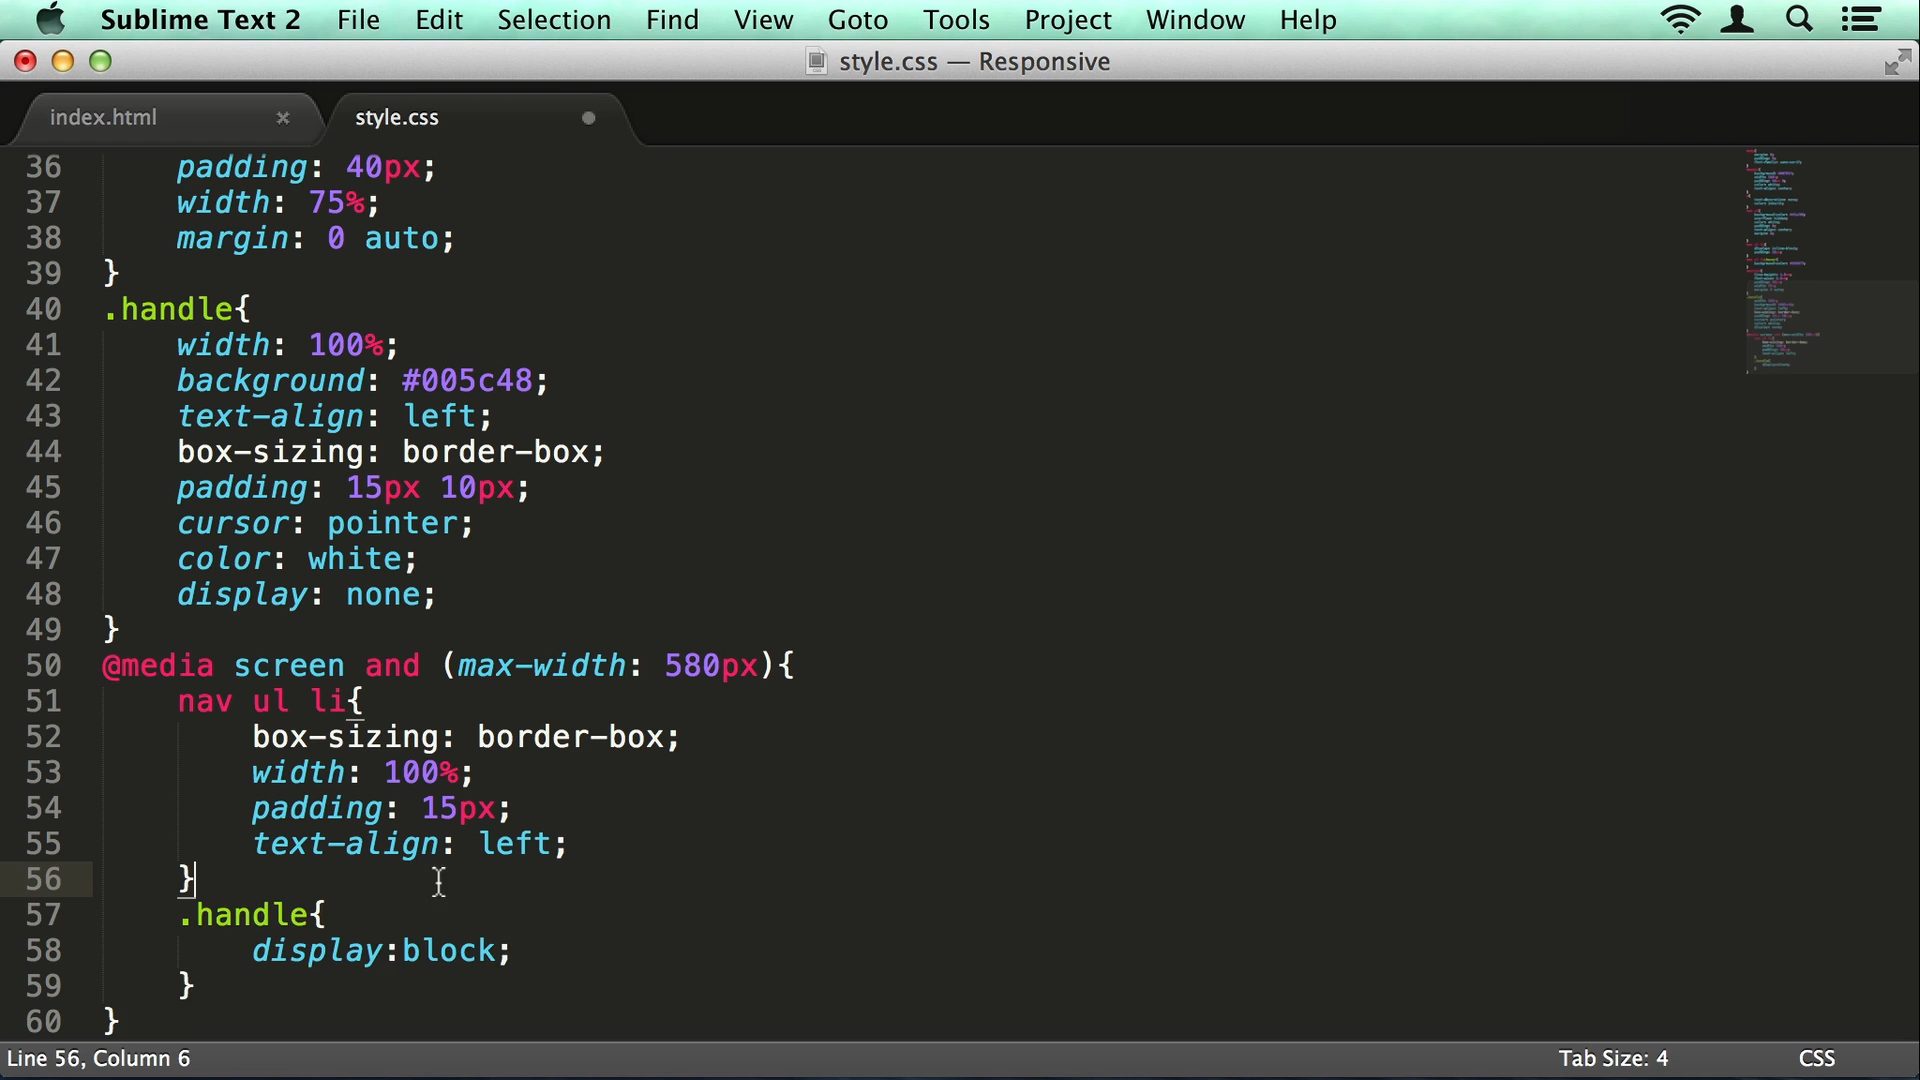 Sublime Text 2 File Edit Selection Find View Goto Tools Project Window Help
style.css — Responsive
index.html × style.css
36 padding: 40px;
37 width: 75%;
38 margin: 0 auto;
39 }
40 .handle{
41 width: 100%;
42 background: #005c48;
43 text-align: left;
44 box-sizing: border-box;
45 padding: 15px 10px;
46 cursor: pointer;
47 color: white;
48 display: none;
49 }
50 @media screen and (max-width: 580px){
51 nav ul li{
52 box-sizing: border-box;
53 width: 100%;
54 padding: 15px;
55 text-align: left;
56 }
57 .handle{
58 display:block;
59 }
60 }
Line 56, Column 6 Tab Size: 4 CSS